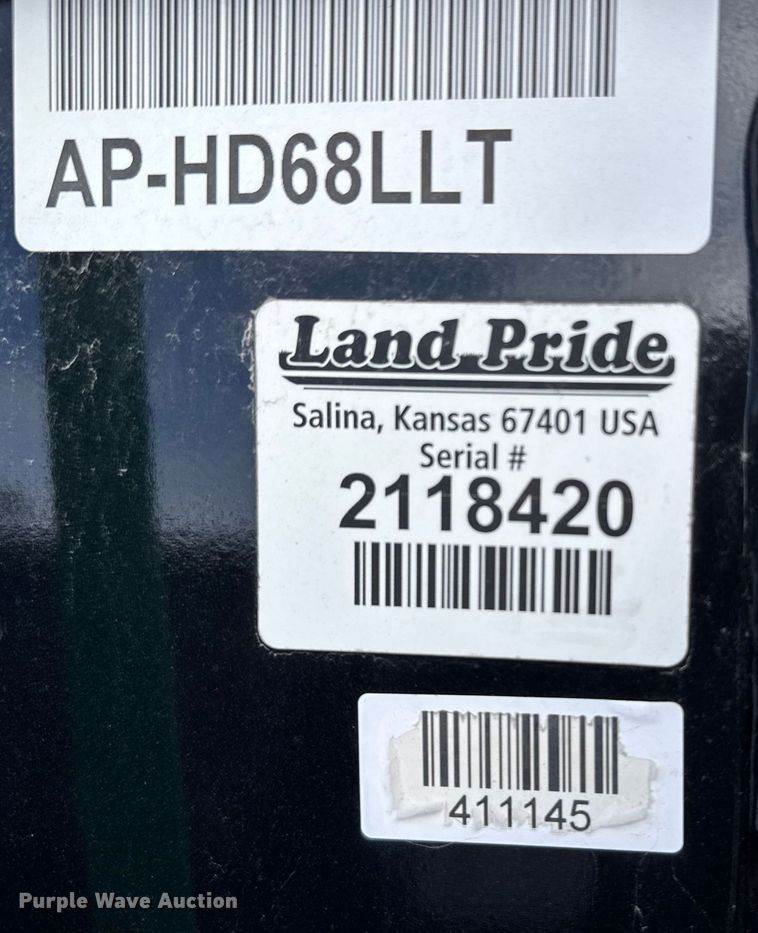 AP-HD68LLT
Land Pride
Salina, Kansas 67401 USA
Serial #
2118420
411145
Purple Wave Auction